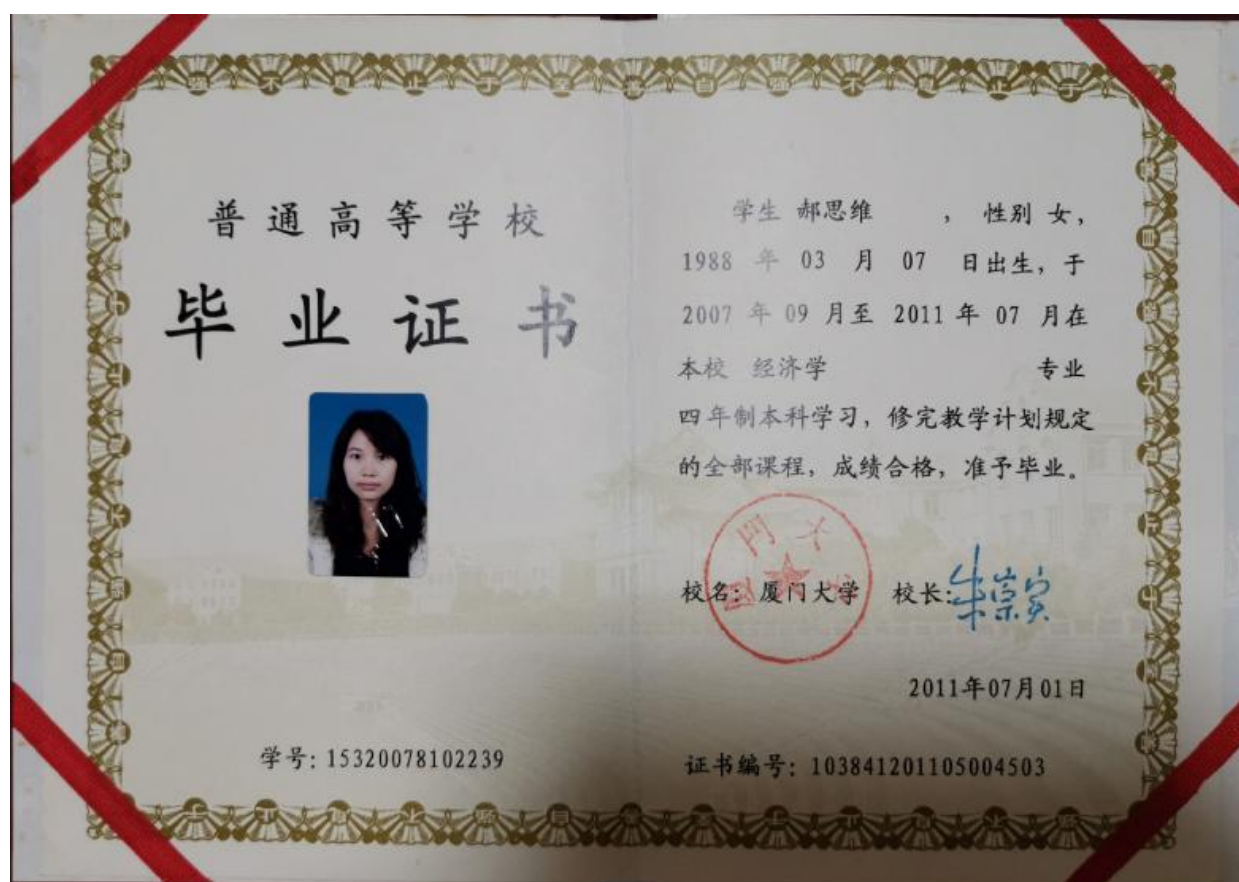 普通高等学校
毕业证书
学号: 15320078102239
学生 郝思维 , 性别 女,
1988 年 03 月 07 日出生, 于
2007 年 09 月至 2011 年 07 月在
本校 经济学 专业
四年制本科学习, 修完教学计划规定
的全部课程, 成绩合格, 准予毕业。
厦门大学
校名: 厦门大学 校长: 朱崇实
2011年07月01日
证书编号: 103841201105004503